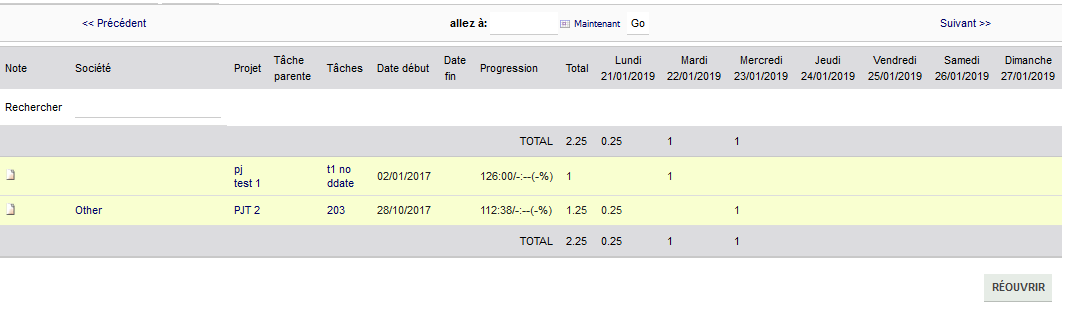 << Précédent allez à: Maintenant Go Suivant >>
Note Société Projet Tâche parente Tâches Date début Date fin Progression Total Lundi 21/01/2019 Mardi 22/01/2019 Mercredi 23/01/2019 Jeudi 24/01/2019 Vendredi 25/01/2019 Samedi 26/01/2019 Dimanche 27/01/2019
Rechercher
TOTAL 2.25 0.25 1 1
pj test 1 t1 no ddate 02/01/2017 126:00/-:--(-%) 1 1
Other PJT 2 203 28/10/2017 112:38/-:--(-%) 1.25 0.25 1
TOTAL 2.25 0.25 1 1
RÉOUVRIR